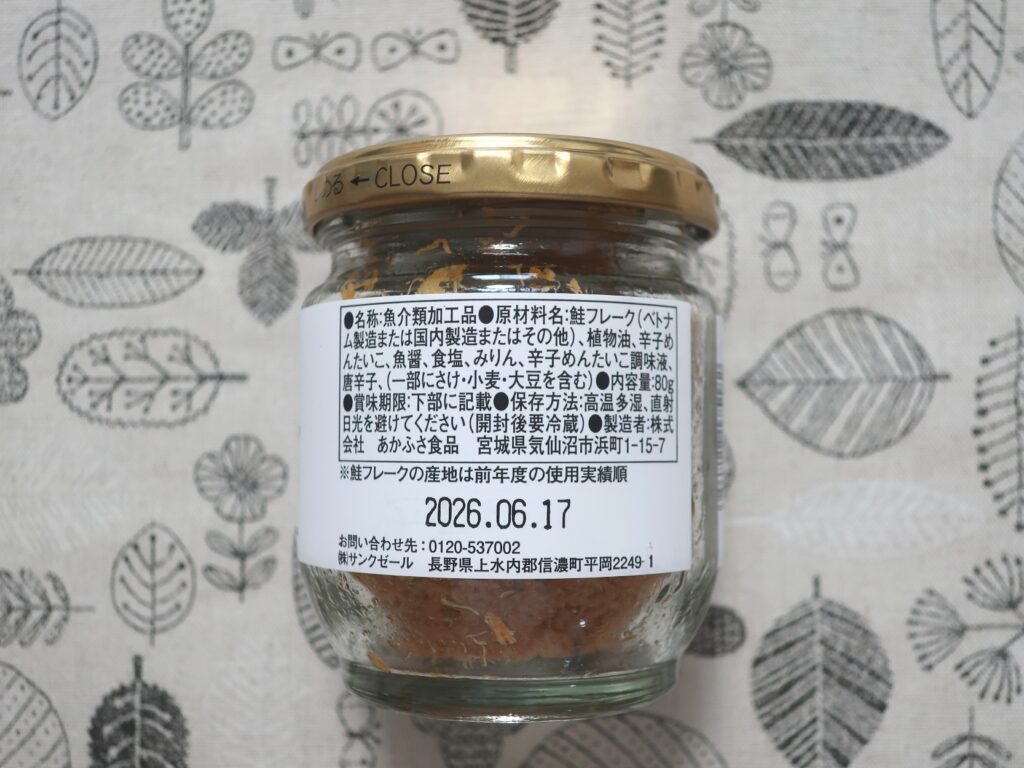 める ← CLOSE
●名称:魚介類加工品●原材料名:鮭フレーク(ベトナ
ム製造または国内製造またはその他)、植物油、辛子め
んたいこ、魚醤、食塩、みりん、辛子めんたいこ調味液、
唐辛子、(一部にさけ・小麦・大豆を含む)●内容量:80g
●賞味期限:下部に記載●保存方法:高温多湿、直射
日光を避けてください(開封後要冷蔵)●製造者:株式
会社 あかふさ食品 宮城県気仙沼市浜町1-15-7
※鮭フレークの産地は前年度の使用実績順
2026.06.17
お問い合わせ先:0120-537002
㈱サンクゼール 長野県上水内郡信濃町平岡2249-1